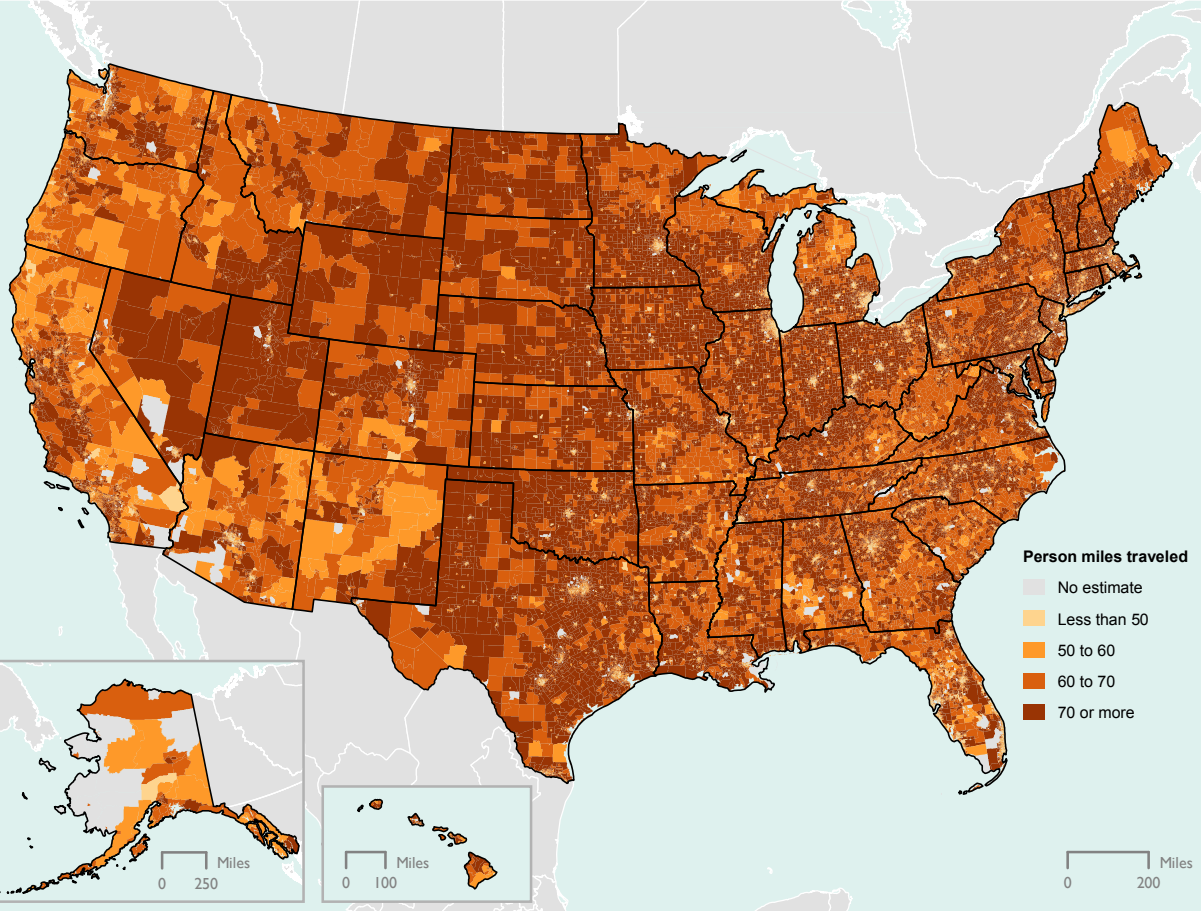 Person miles traveled
No estimate
Less than 50
50 to 60
60 to 70
70 or more
Miles
0 250
Miles
0 100
Miles
0 200